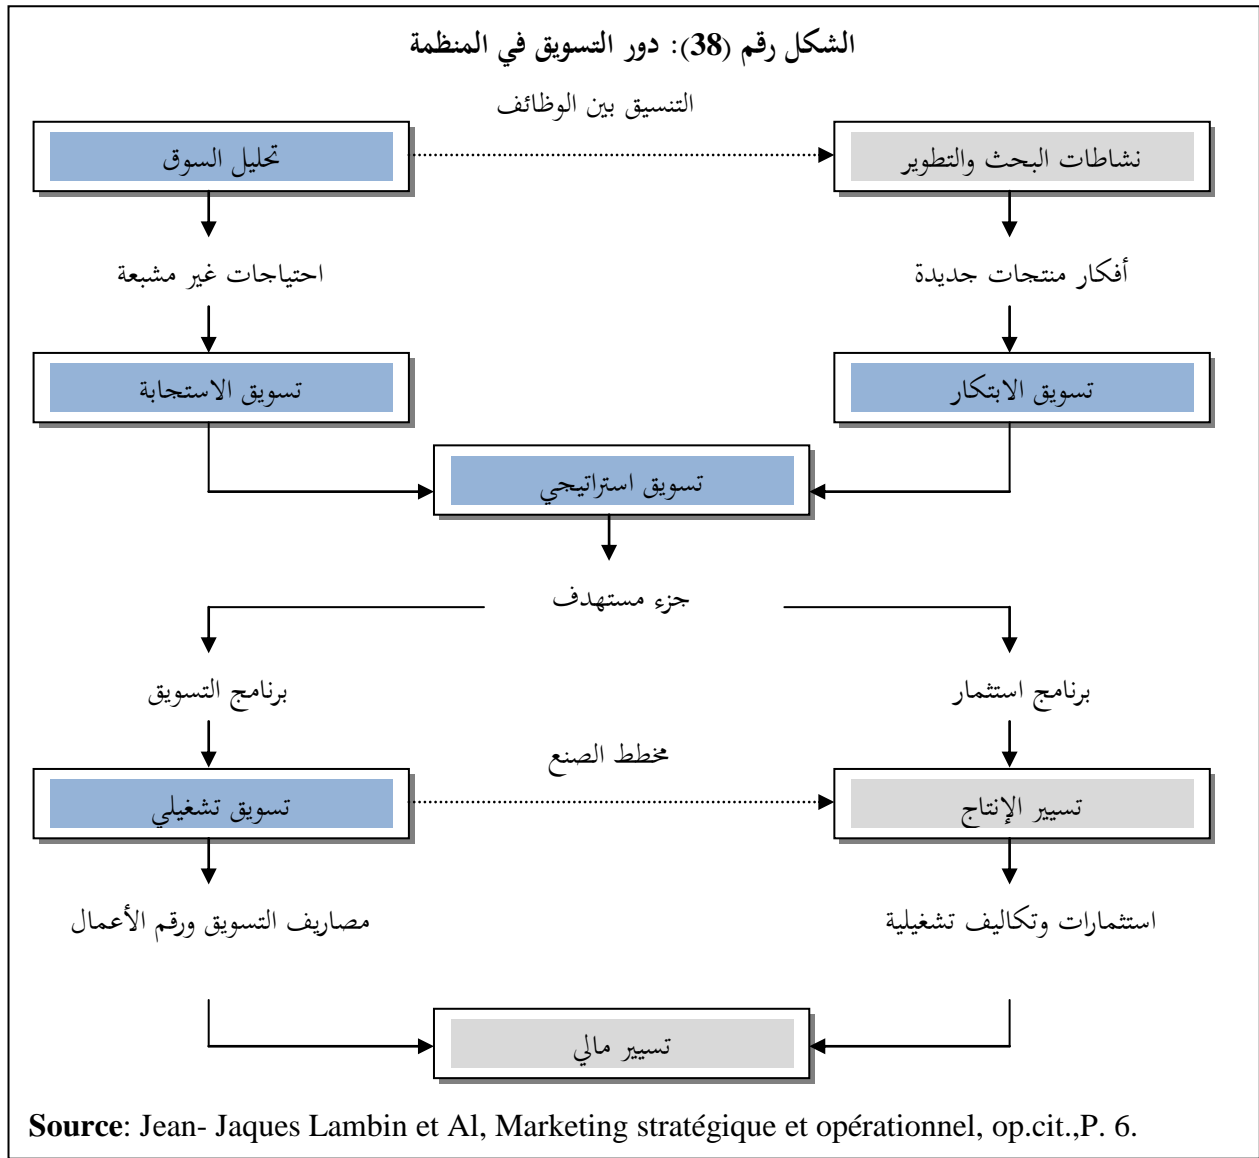 الشكل رقم (38): دور التسويق في المنظمة
التنسيق بين الوظائف
نشاطات البحث والتطوير
تحليل السوق
أفكار منتجات جديدة
احتياجات غير مشبعة
تسويق الابتكار
تسويق الاستجابة
تسويق استراتيجي
جزء مستهدف
برنامج استثمار
برنامج التسويق
مخطط الصنع
تسيير الإنتاج
تسويق تشغيلي
استثمارات وتكاليف تشغيلية
مصاريف التسويق ورقم الأعمال
تسيير مالي
Source: Jean- Jaques Lambin et Al, Marketing stratégique et opérationnel, op.cit.,P. 6.